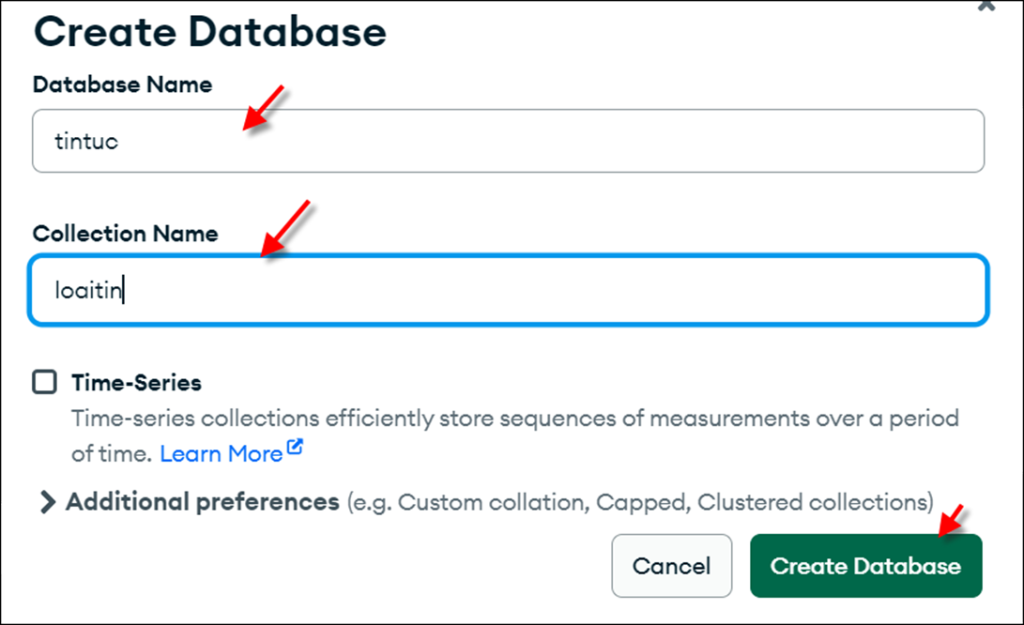 Create Database
Database Name
tintuc
Collection Name
loaitin
Time-Series
Time-series collections efficiently store sequences of measurements over a period
of time. Learn More
Additional preferences (e.g. Custom collation, Capped, Clustered collections)
Cancel Create Database